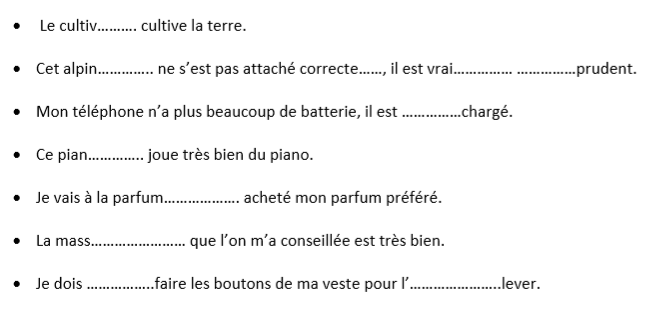 • Le cultiv………. cultive la terre.
• Cet alpin………….. ne s’est pas attaché correcte……, il est vrai…………… ……………prudent.
• Mon téléphone n’a plus beaucoup de batterie, il est ……………chargé.
• Ce pian………….. joue très bien du piano.
• Je vais à la parfum………………. acheté mon parfum préféré.
• La mass…………………… que l’on m’a conseillée est très bien.
• Je dois ……………..faire les boutons de ma veste pour l’…………………..lever.